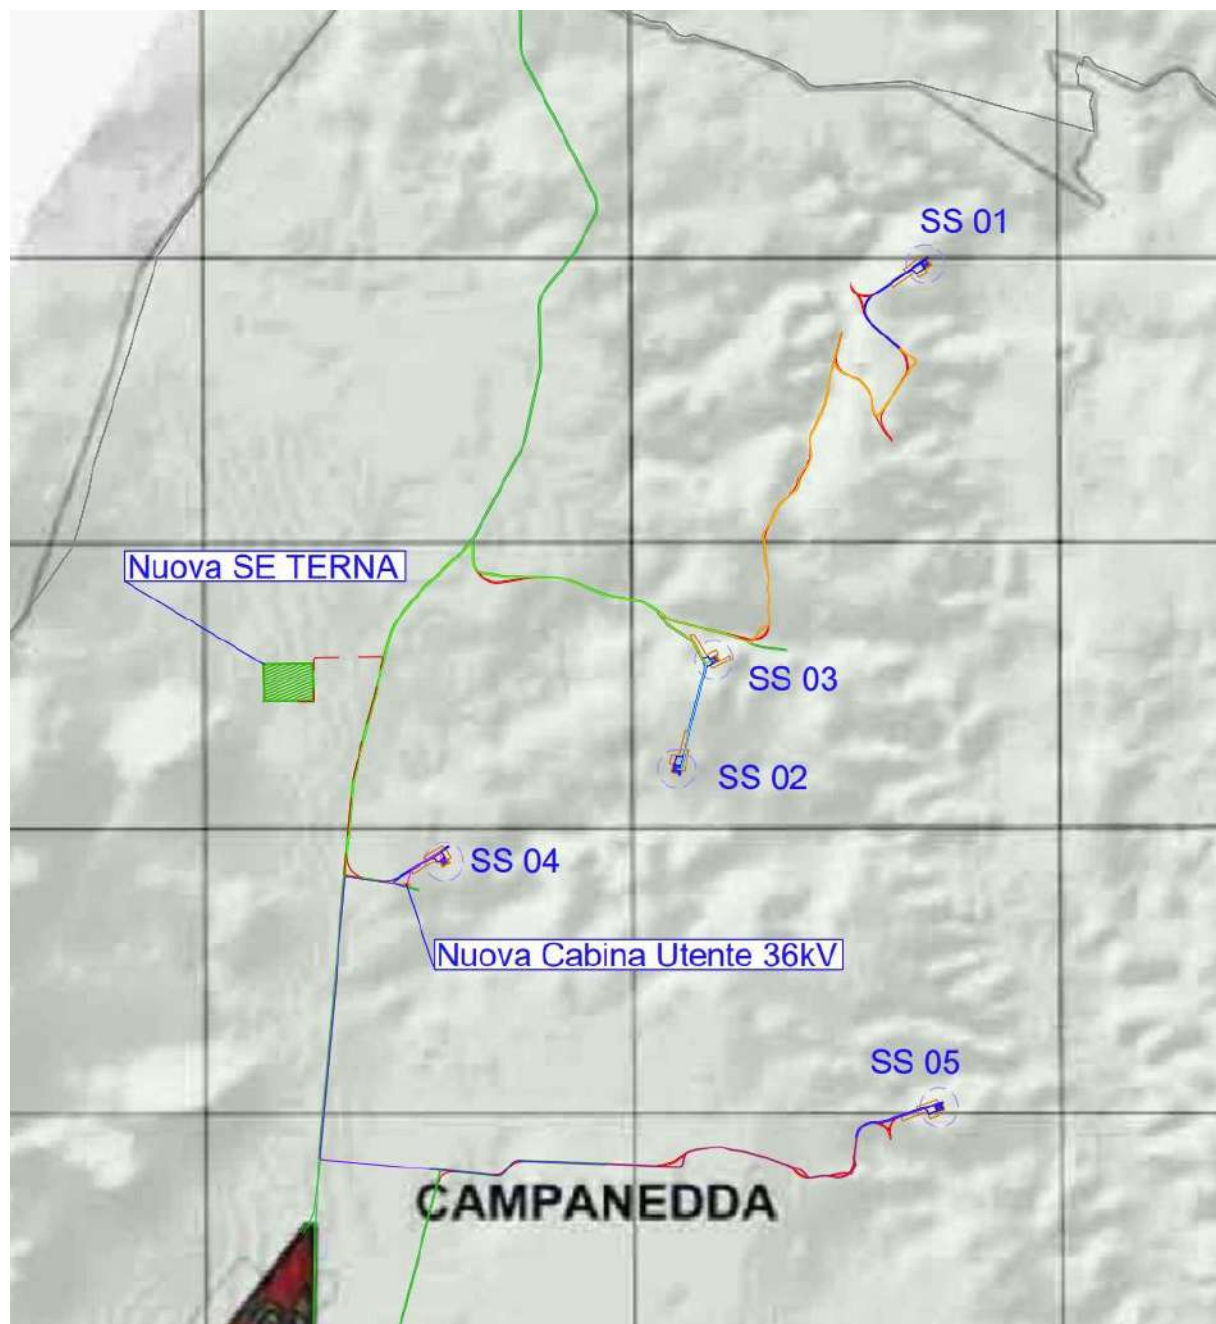 SS 01
Nuova SE TERNA
SS 03
SS 02
SS 04
Nuova Cabina Utente 36kV
SS 05
CAMPANEDDA